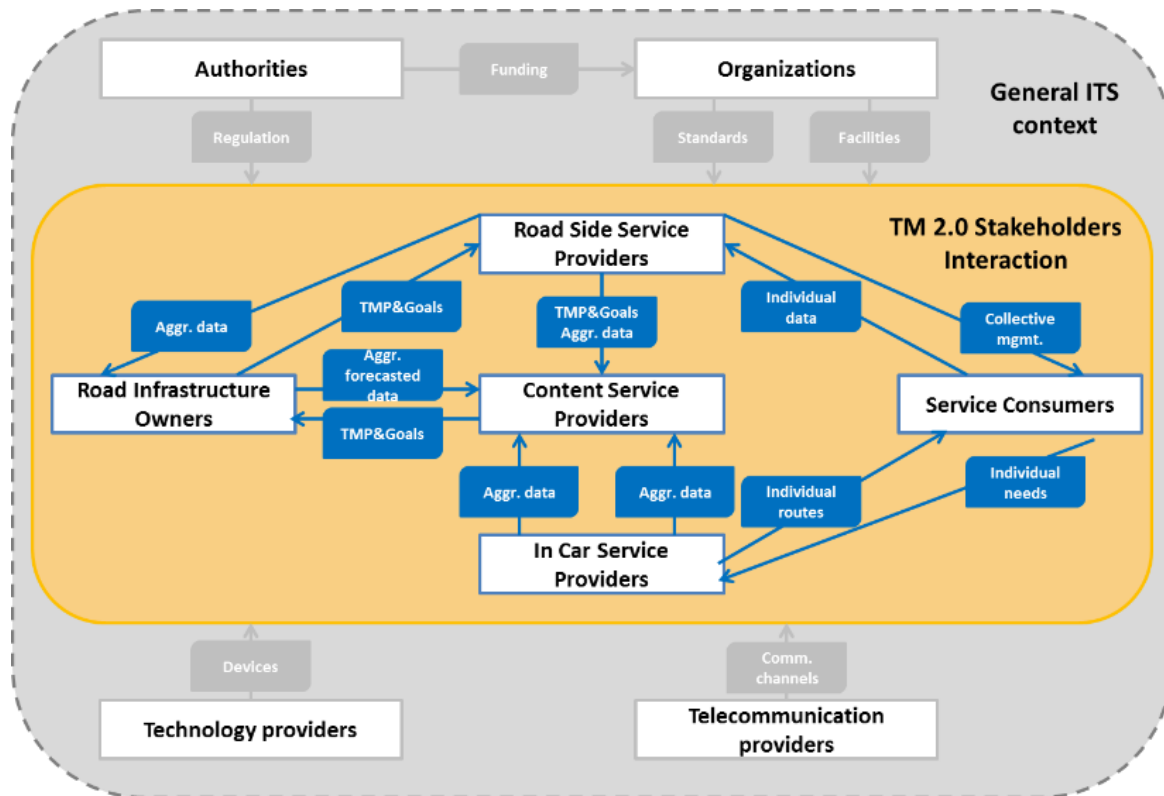 Authorities
Funding
Organizations
General ITS
context
Regulation
Standards
Facilities
TM 2.0 Stakeholders
Interaction
Road Side Service
Providers
Aggr. data
TMP&Goals
TMP&Goals
Aggr. data
Individual
data
Collective
mgmt.
Road Infrastructure
Owners
Aggr.
forecasted
data
TMP&Goals
Content Service
Providers
Service Consumers
Aggr. data
Aggr. data
Individual
routes
Individual
needs
In Car Service
Providers
Devices
Comm.
channels
Technology providers
Telecommunication
providers